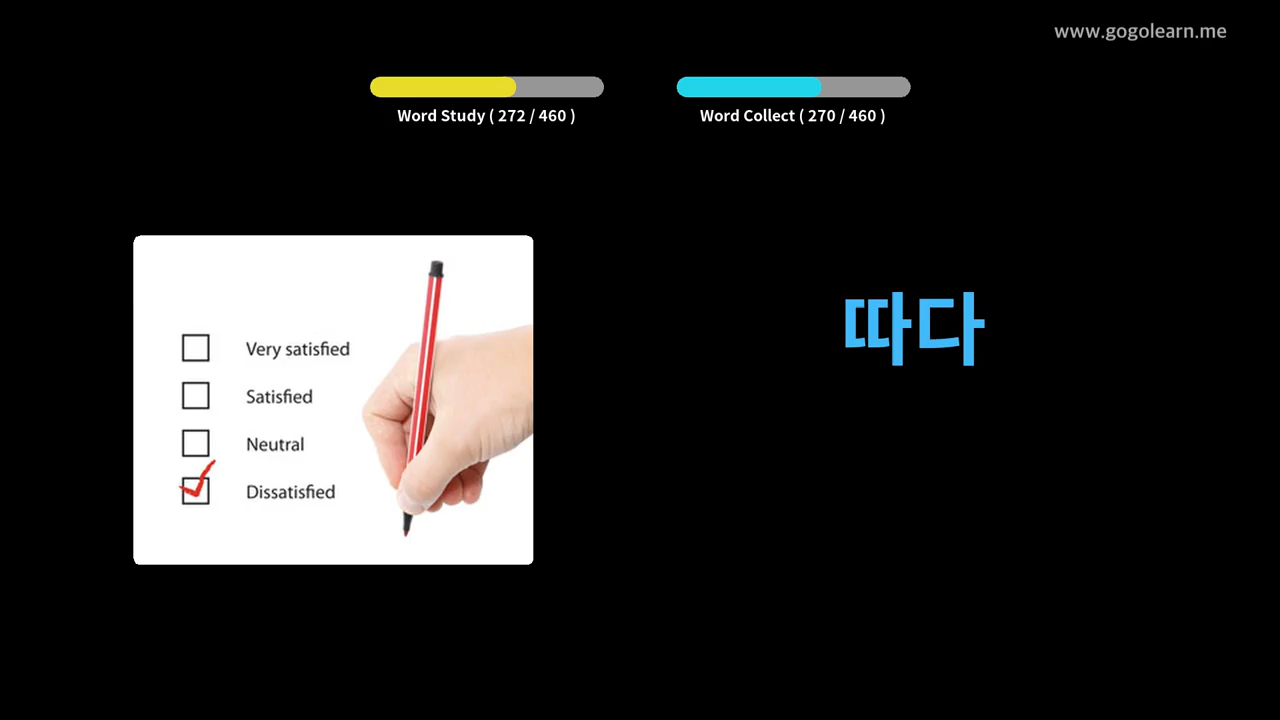 www.gogolearn.me
Word Study ( 272 / 460 )
Word Collect ( 270 / 460 )
Very satisfied
Satisfied
Neutral
Dissatisfied
따다